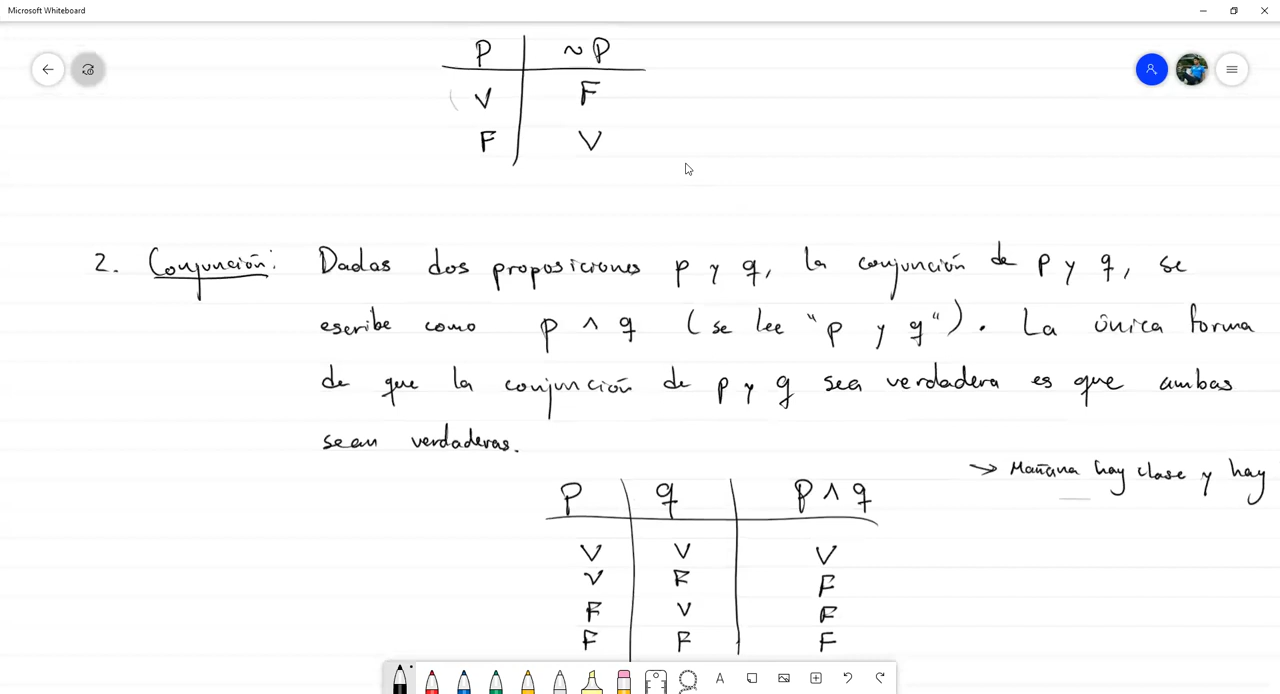 Microsoft Whiteboard
P ~P
V F
F V
2. Conjunción: Dadas dos proposiciones p y q, la conjunción de p y q, se
escribe como p ∧ q (se lee "p y q"). La única forma
de que la conjunción de p y q sea verdadera es que ambas
sean verdaderas.
→ Mañana hay clase y hay
P q P ∧ q
V V V
V F F
F V F
F F F